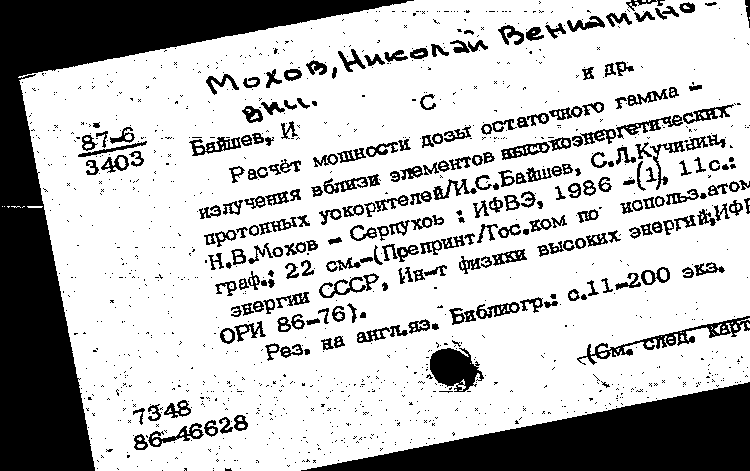 Мохов, Николай Вениамино-
вич.
87-6
3403
Байшев, И С и др.
Расчёт мощности дозы остаточного гамма -
излучения вблизи элементов высокоэнергетических
протонных ускорителей/И.С.Байшев, С.Л.Кучинин,
Н.В.Мохов - Серпухов : ИФВЭ, 1986 -(1), 11с.:
граф.; 22 см.-(Препринт/Гос.ком по использ.атом
энергии СССР, Ин-т физики высоких энергий;ИФВ
ОРИ 86-76).
Рез. на англ.яз. Библиогр.: с.11-200 экз.
(См. след. карт
7348
86-46628